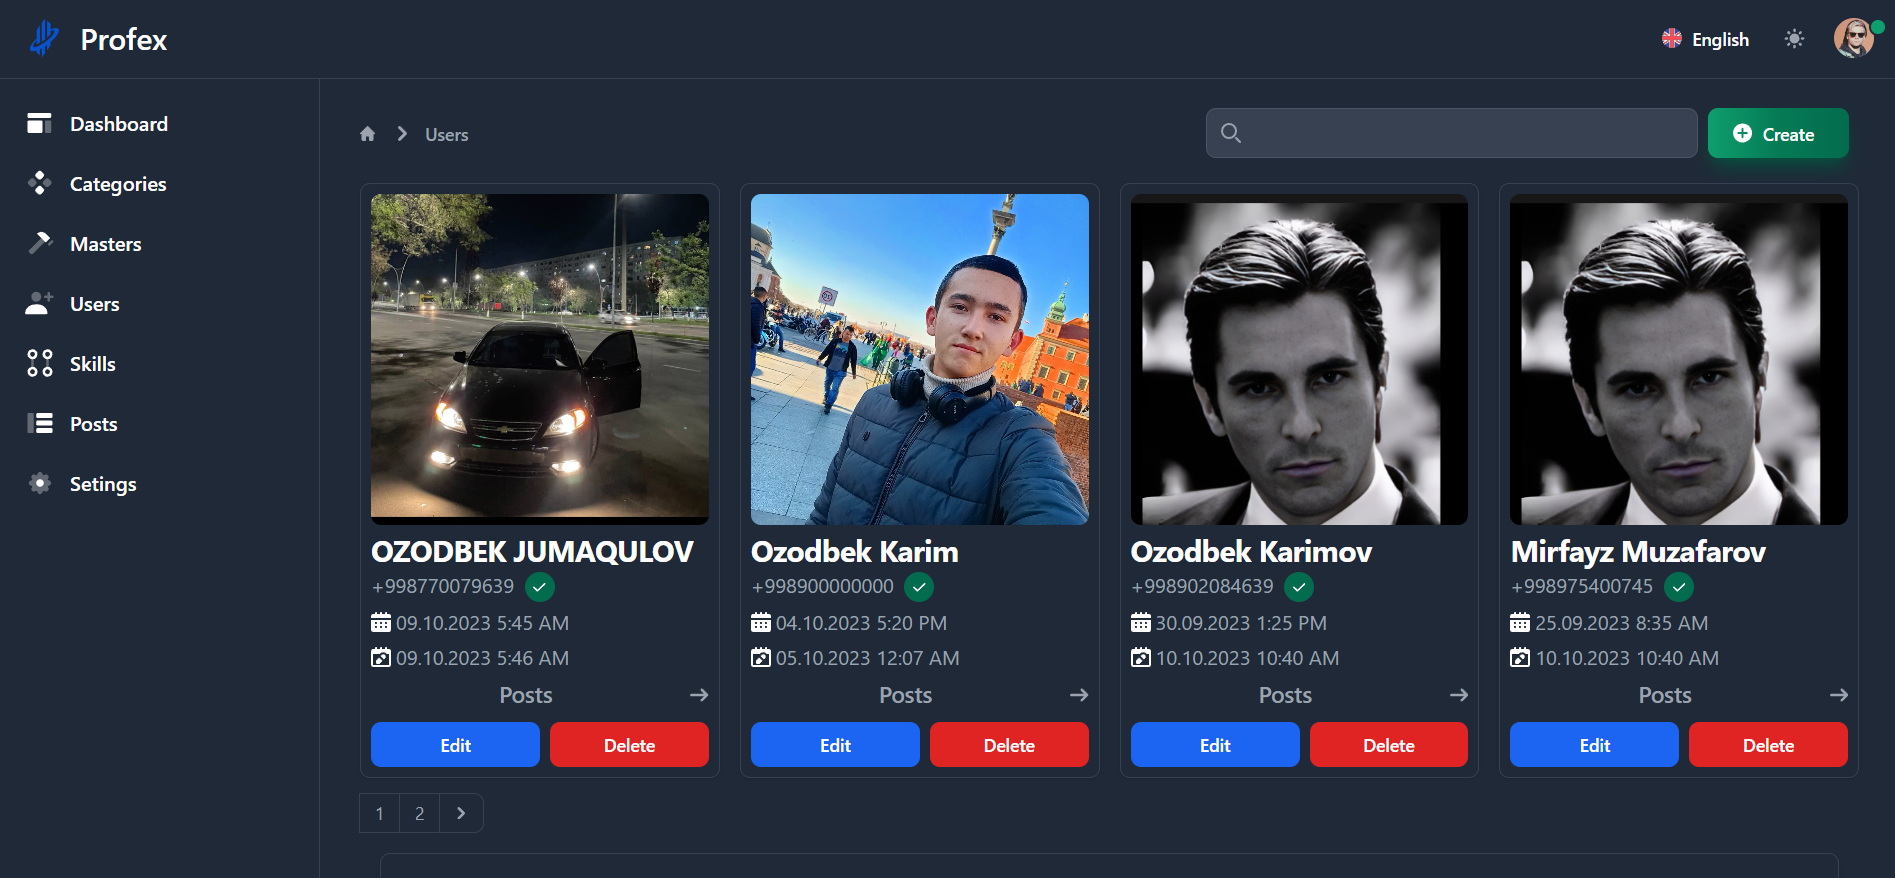 Profex
English
Dashboard
Categories
Masters
Users
Skills
Posts
Setings
Users
Create
OZODBEK JUMAQULOV
+998770079639
09.10.2023 5:45 AM
09.10.2023 5:46 AM
Posts
Edit Delete
Ozodbek Karim
+998900000000
04.10.2023 5:20 PM
05.10.2023 12:07 AM
Posts
Edit Delete
Ozodbek Karimov
+998902084639
30.09.2023 1:25 PM
10.10.2023 10:40 AM
Posts
Edit Delete
Mirfayz Muzafarov
+998975400745
25.09.2023 8:35 AM
10.10.2023 10:40 AM
Posts
Edit Delete
1 2